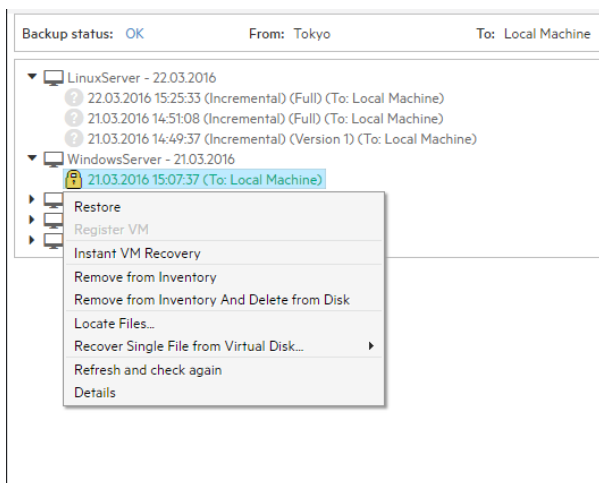 Backup status: OK From: Tokyo To: Local Machine
LinuxServer - 22.03.2016
22.03.2016 15:25:33 (Incremental) (Full) (To: Local Machine)
21.03.2016 14:51:08 (Incremental) (Full) (To: Local Machine)
21.03.2016 14:49:37 (Incremental) (Version 1) (To: Local Machine)
WindowsServer - 21.03.2016
21.03.2016 15:07:37 (To: Local Machine)
Restore
Register VM
Instant VM Recovery
Remove from Inventory
Remove from Inventory And Delete from Disk
Locate Files...
Recover Single File from Virtual Disk...
Refresh and check again
Details